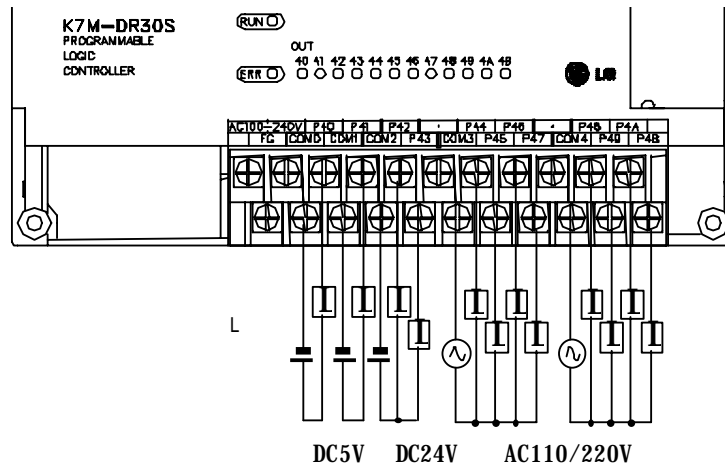 K7M-DR30S
PROGRAMMABLE
LOGIC
CONTROLLER
RUN
ERR
OUT
40 41 42 43 44 45 46 47 48 49 4A 4B
AC100-240V P40 P41 P42 · P44 P46 · P48 P4A
FG COM0 COM1 COM2 P43 COM3 P45 P47 COM4 P49 P4B
L
L L L L L L L L L L L L
DC5V DC24V AC110/220V